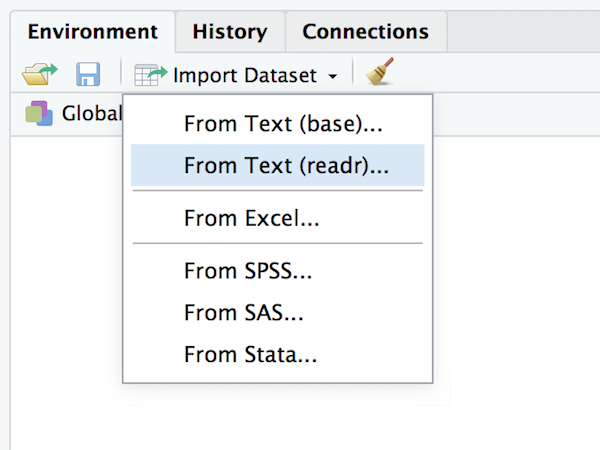 Environment History Connections
Import Dataset
Global
From Text (base)...
From Text (readr)...
From Excel...
From SPSS...
From SAS...
From Stata...